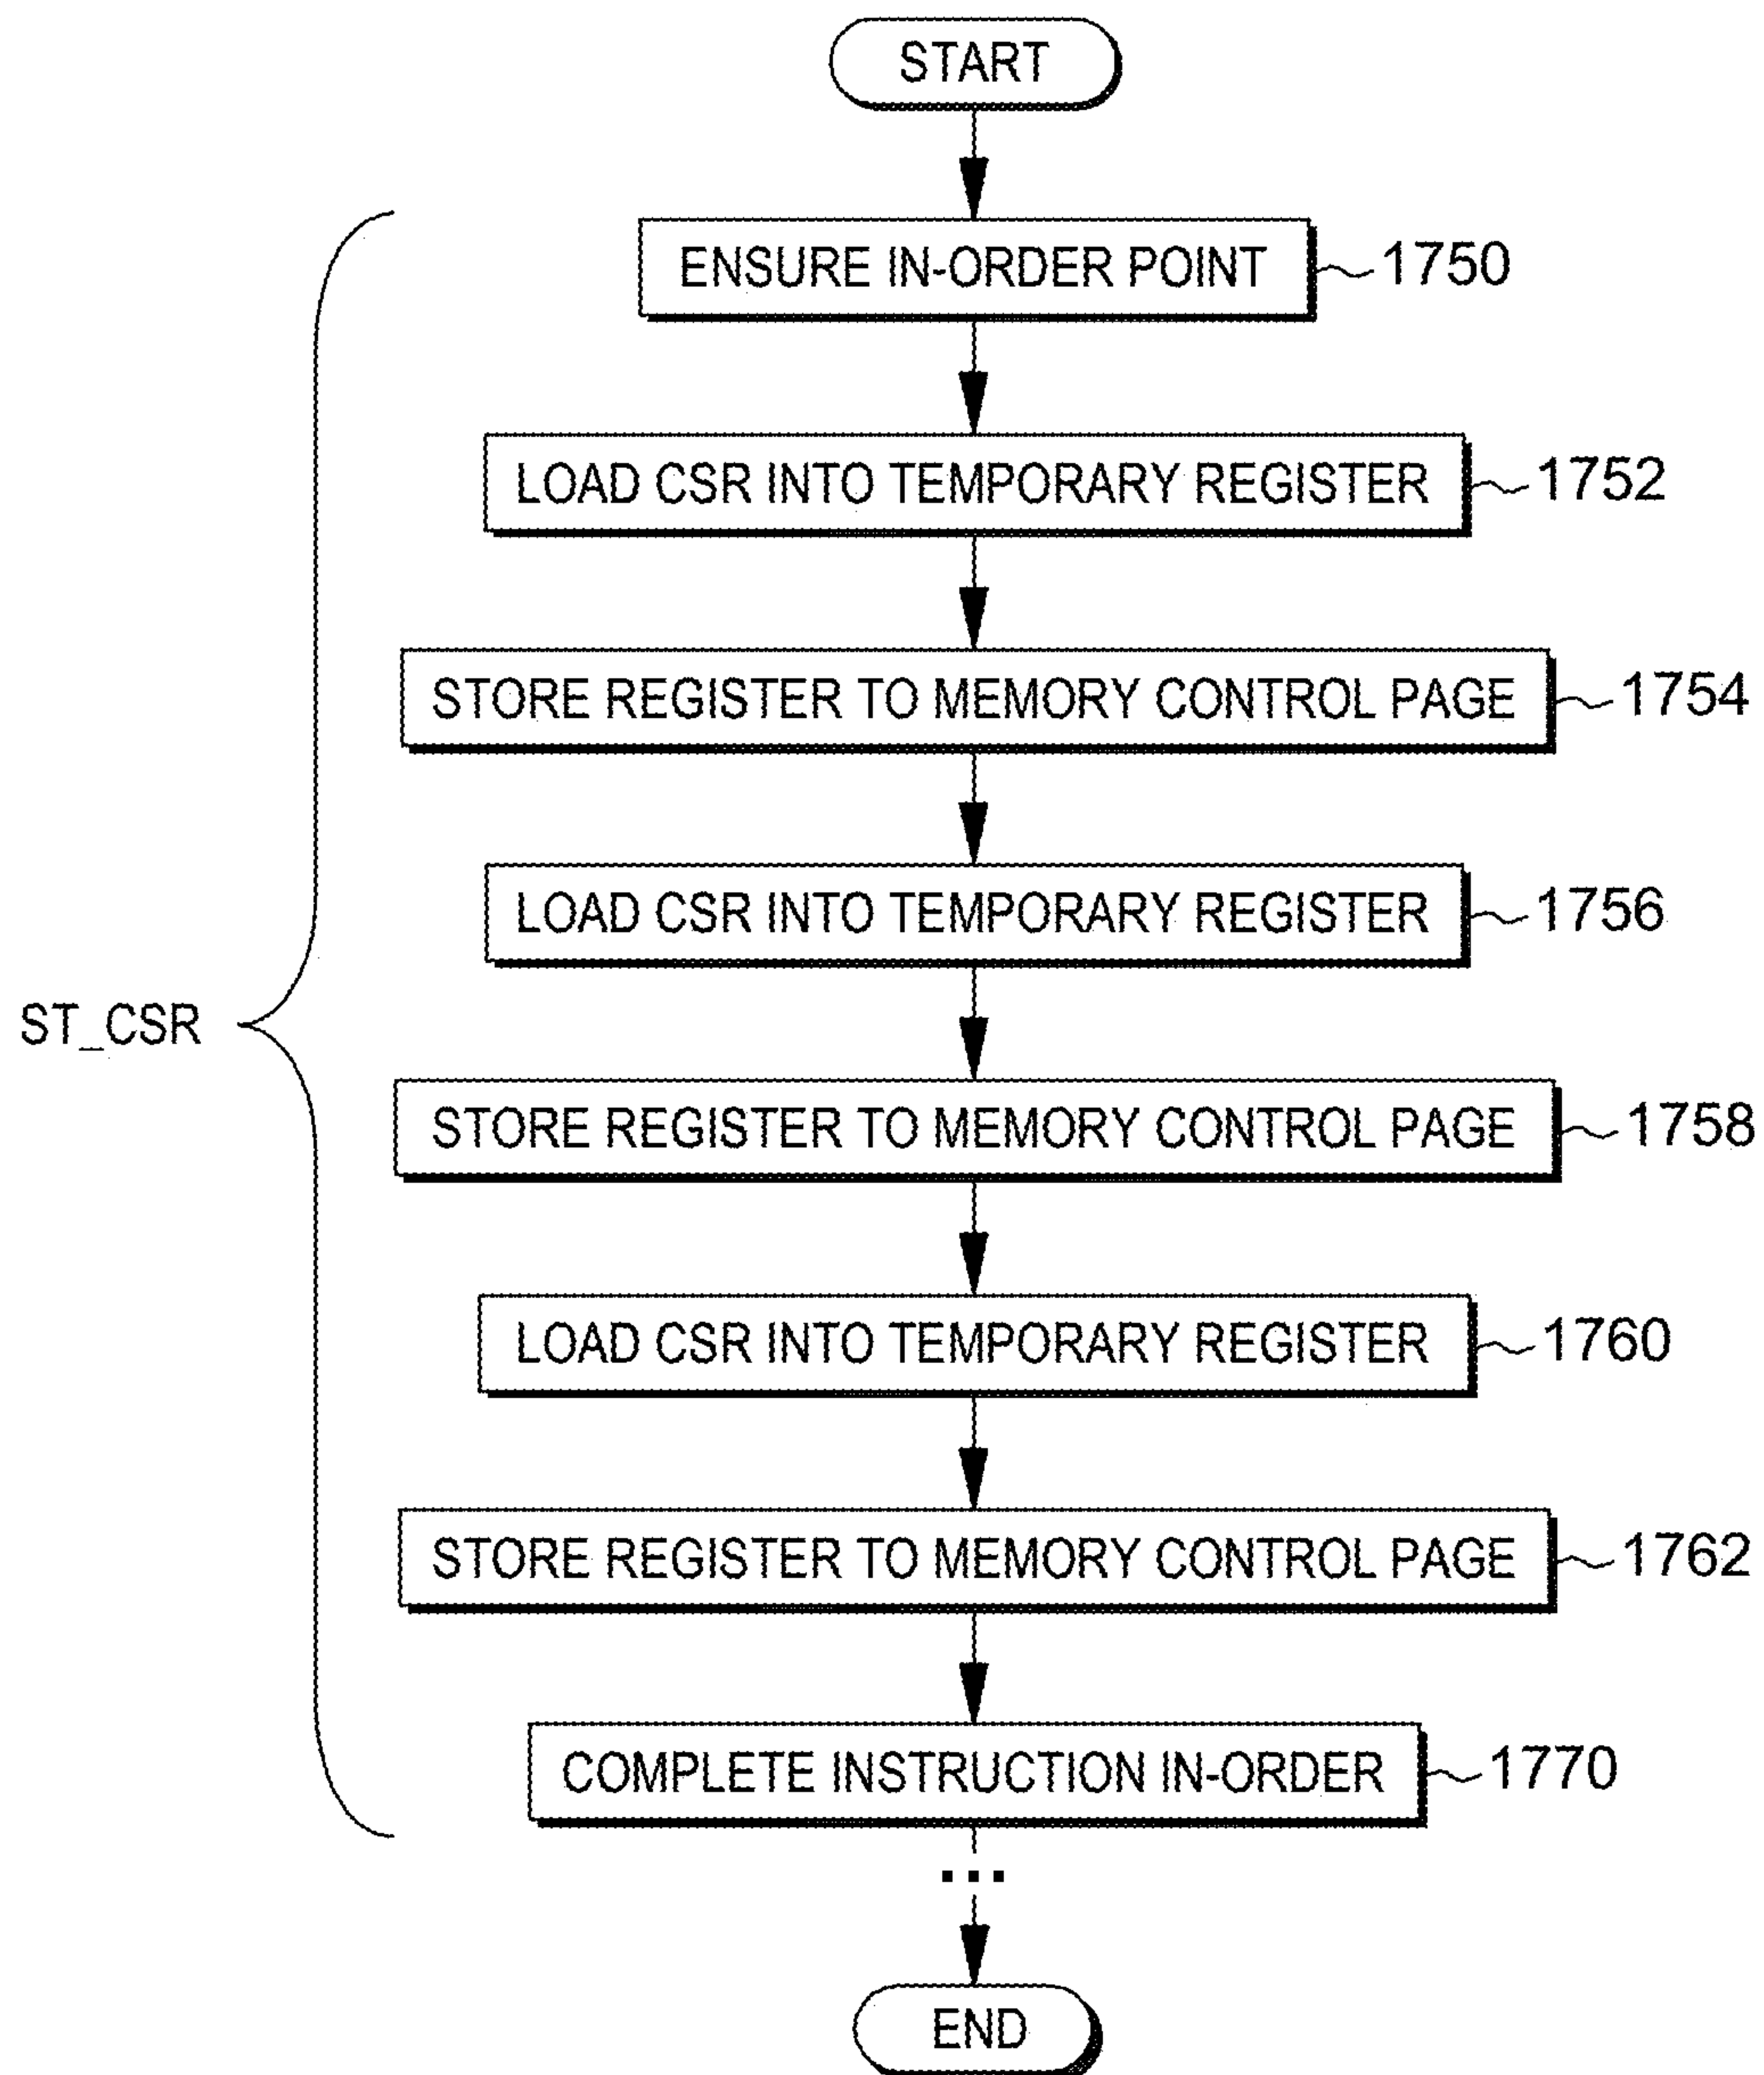 START
ENSURE IN-ORDER POINT 1750
LOAD CSR INTO TEMPORARY REGISTER 1752
STORE REGISTER TO MEMORY CONTROL PAGE 1754
LOAD CSR INTO TEMPORARY REGISTER 1756
ST_CSR
STORE REGISTER TO MEMORY CONTROL PAGE 1758
LOAD CSR INTO TEMPORARY REGISTER 1760
STORE REGISTER TO MEMORY CONTROL PAGE 1762
COMPLETE INSTRUCTION IN-ORDER 1770
...
END